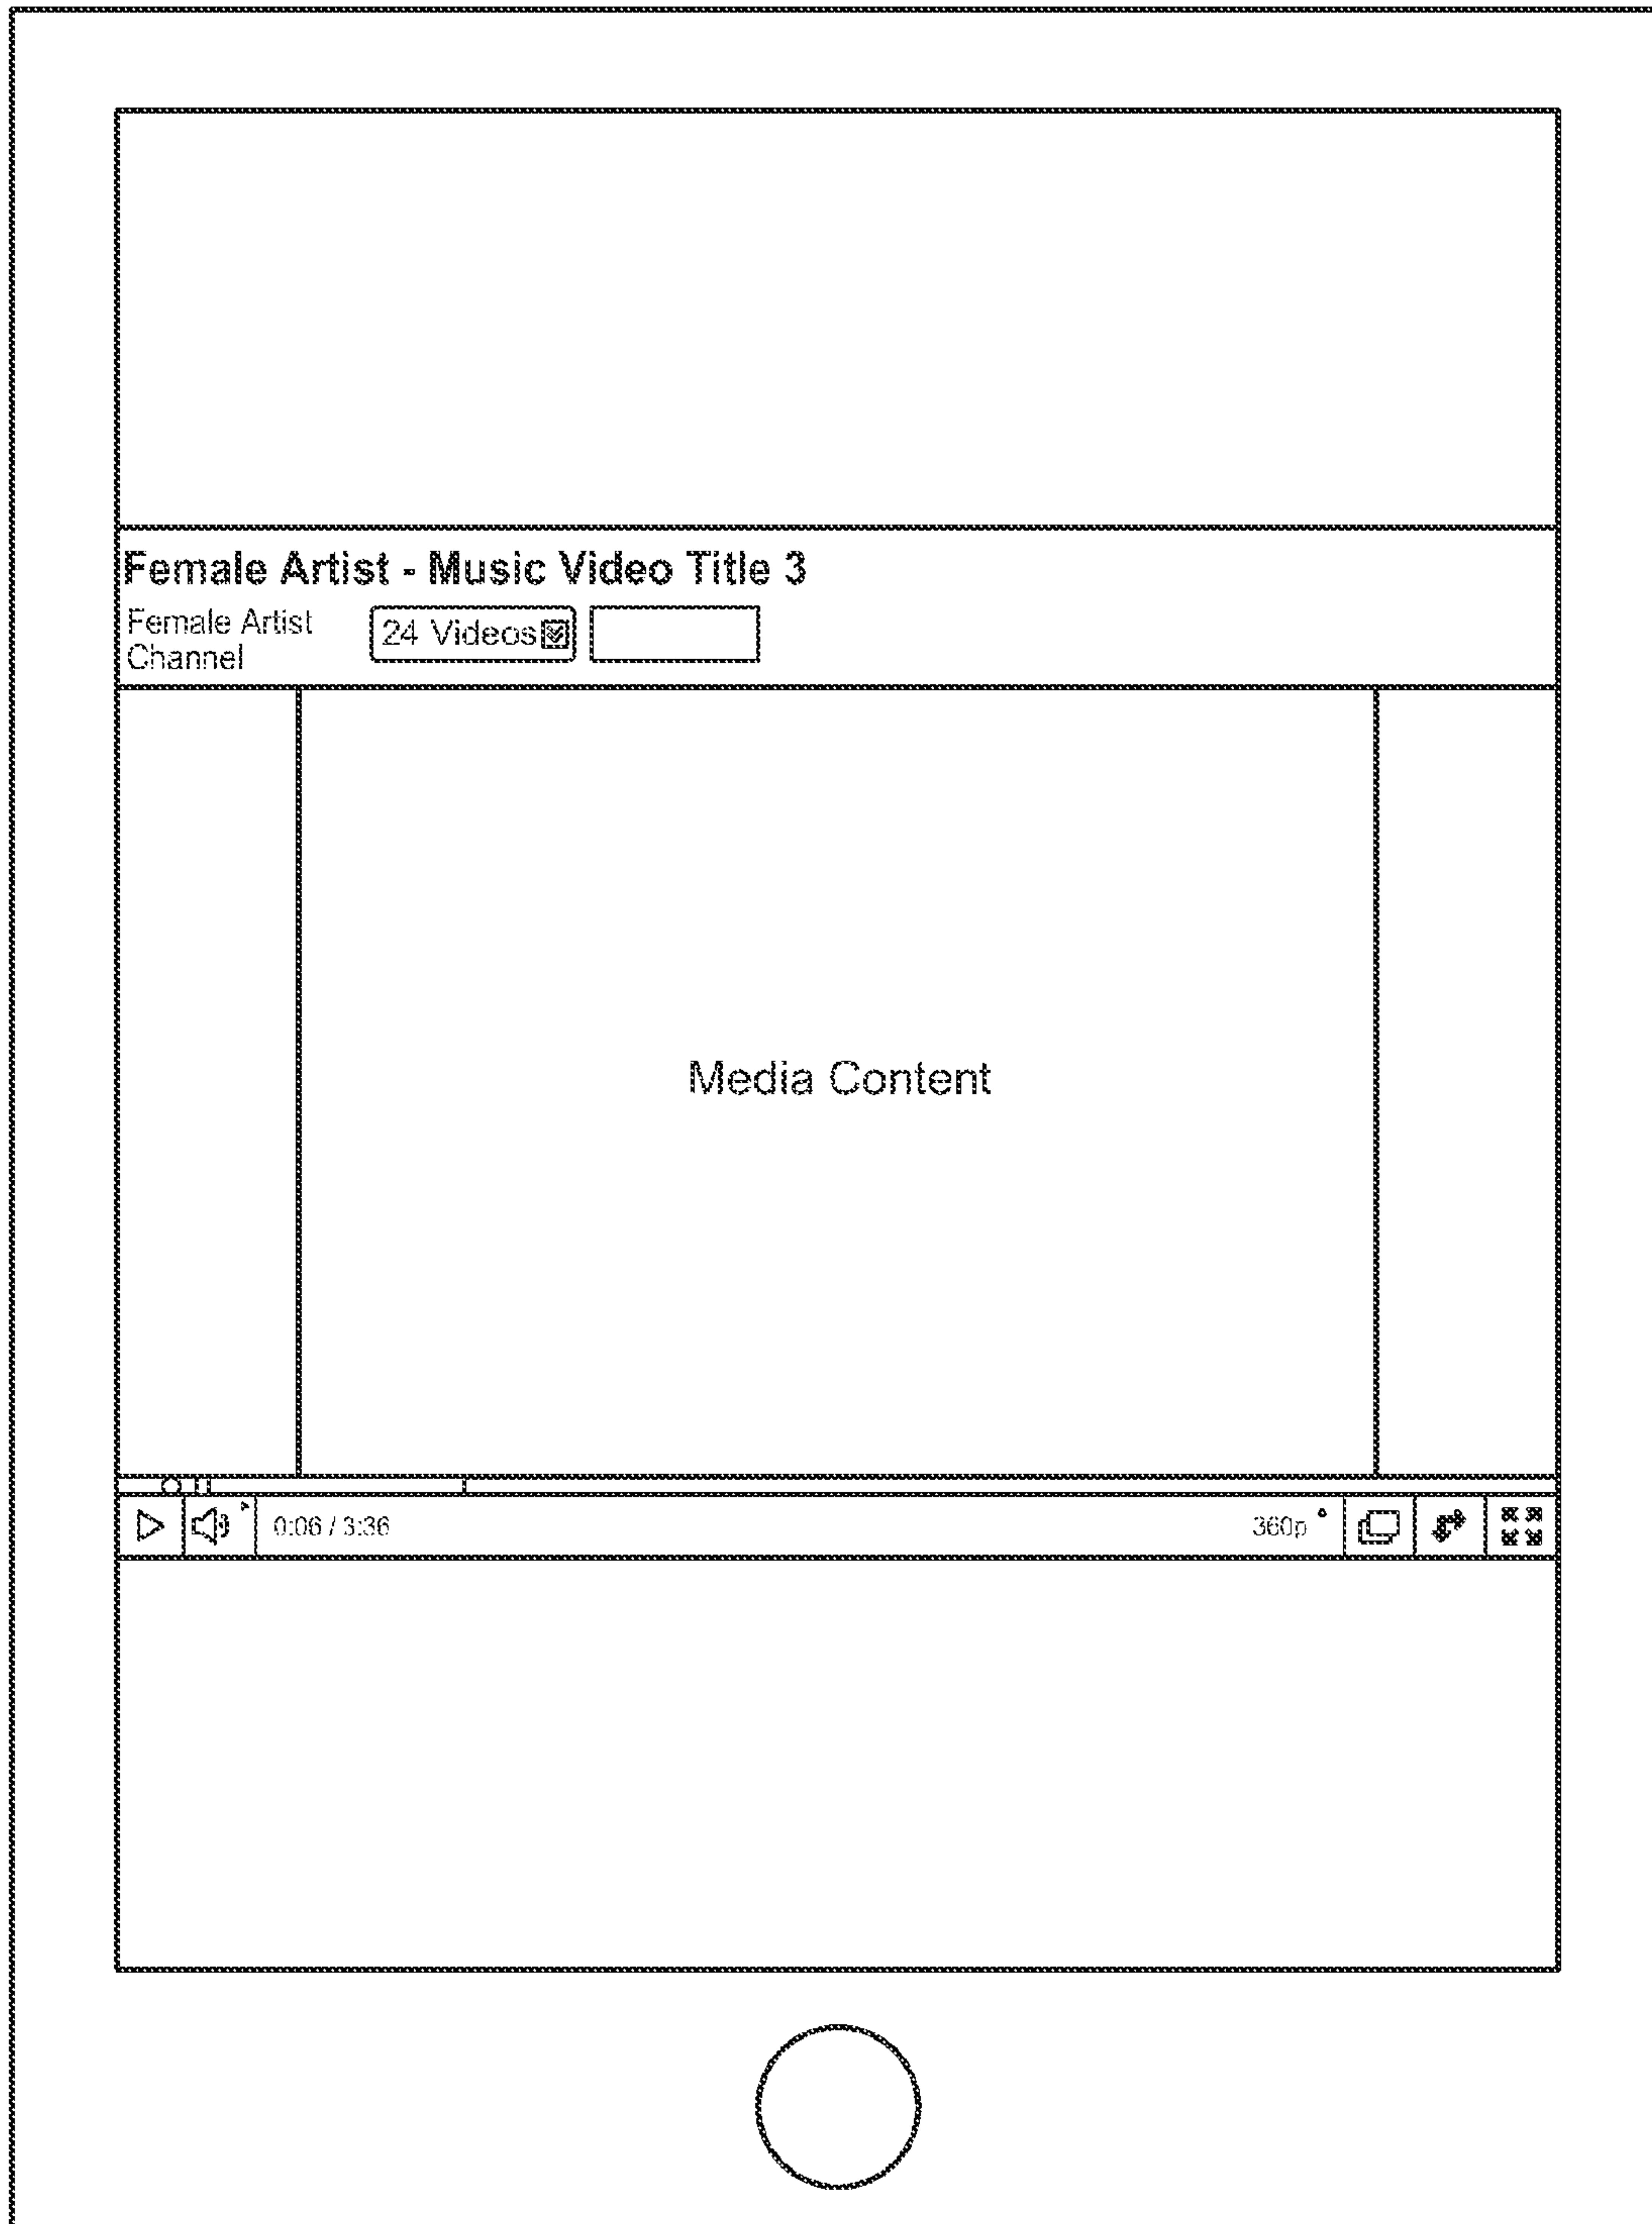 Female Artist - Music Video Title 3
Female Artist
Channel
24 Videos
Media Content
0:06 / 3:36
360p